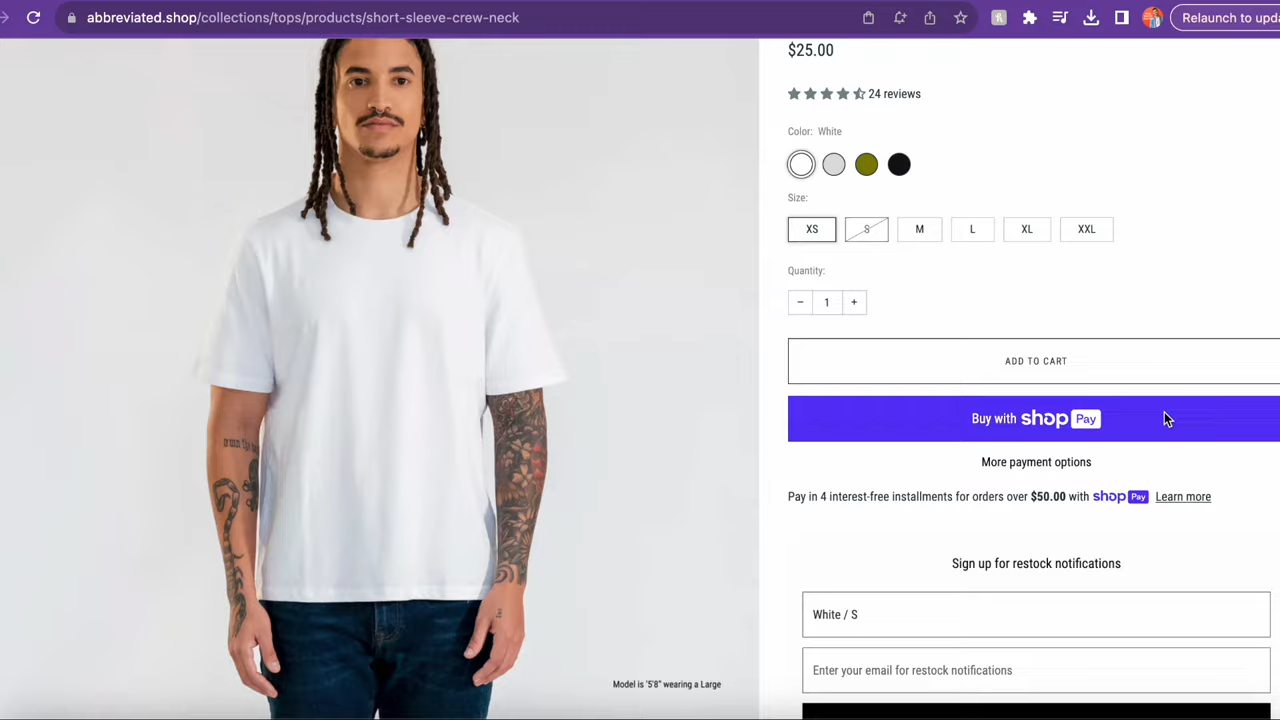 abbreviated.shop/collections/tops/products/short-sleeve-crew-neck
Relaunch to upda
$25.00
24 reviews
Color: White
Size:
XS S M L XL XXL
Quantity:
− 1 +
ADD TO CART
Buy with shop Pay
More payment options
Pay in 4 interest-free installments for orders over $50.00 with shop Pay Learn more
Sign up for restock notifications
White / S
Enter your email for restock notifications
Model is '5'8" wearing a Large